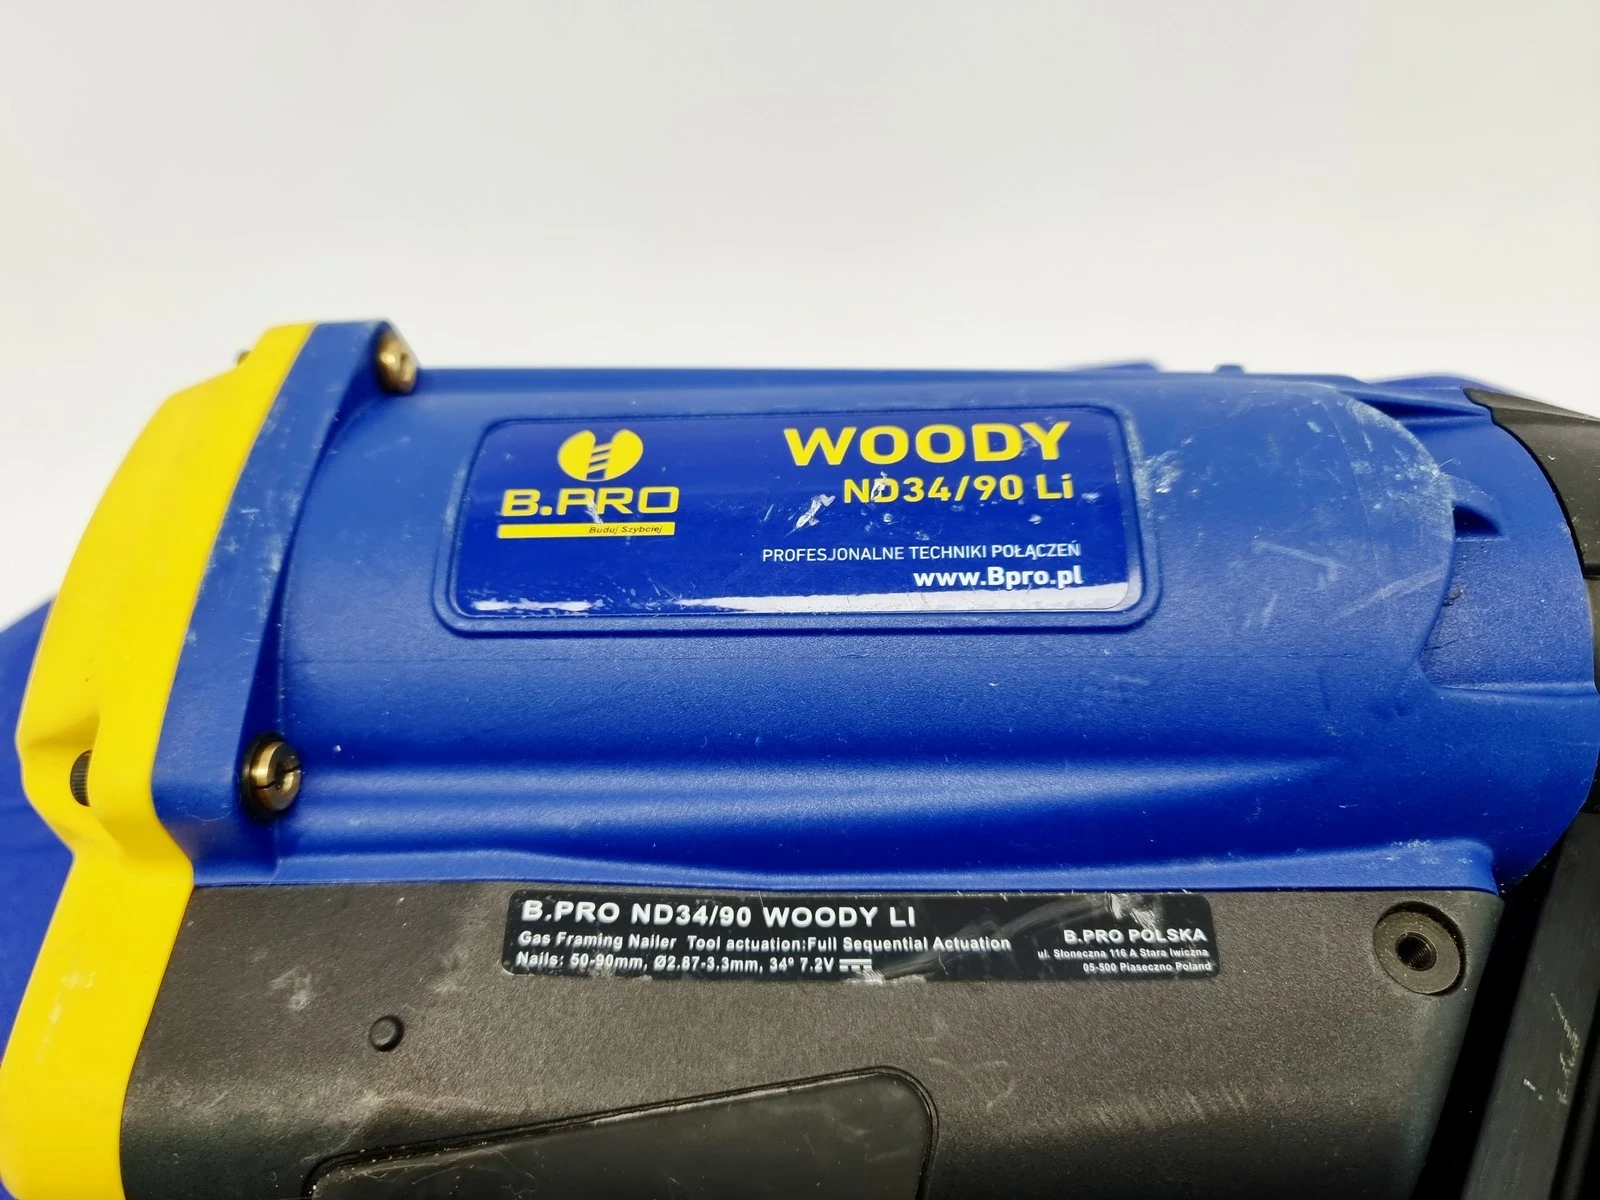 WOODY
ND34/90 Li
B.PRO
Buduj Szybciej
PROFESJONALNE TECHNIKI POŁĄCZEŃ
www.Bpro.pl
B.PRO ND34/90 WOODY LI
Gas Framing Nailer Tool actuation:Full Sequential Actuation
Nails: 50-90mm, Ø2.87-3.3mm, 34º 7.2V
B.PRO POLSKA
ul. Słoneczna 116 A Stara Iwiczna
05-500 Piaseczno Poland